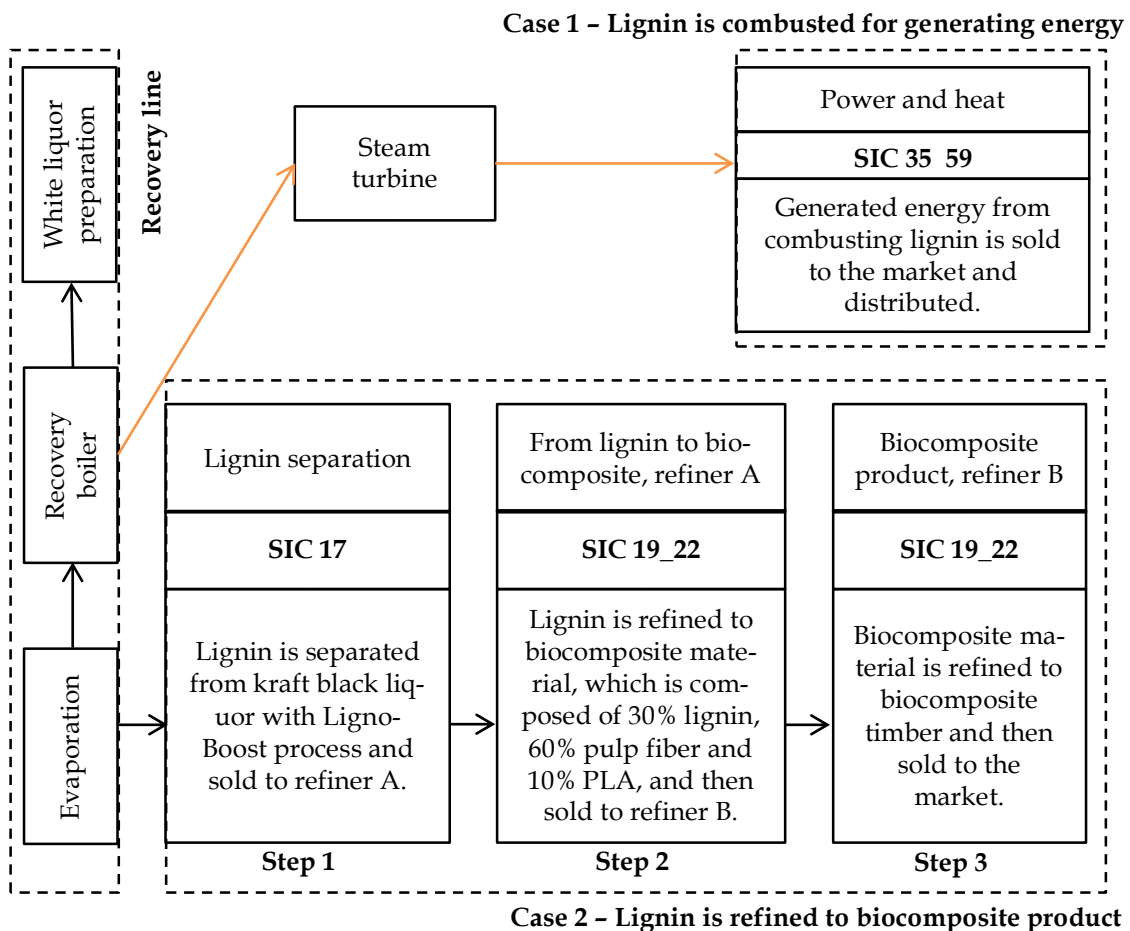 Case 1 – Lignin is combusted for generating energy
White liquor
preparation
Recovery line
Recovery
boiler
Evaporation
Steam
turbine
Power and heat
SIC 35_59
Generated energy from
combusting lignin is sold
to the market and
distributed.
Lignin separation
SIC 17
Lignin is separated
from kraft black liq-
uor with Ligno-
Boost process and
sold to refiner A.
Step 1
From lignin to bio-
composite, refiner A
SIC 19_22
Lignin is refined to
biocomposite mate-
rial, which is com-
posed of 30% lignin,
60% pulp fiber and
10% PLA, and then
sold to refiner B.
Step 2
Biocomposite
product, refiner B
SIC 19_22
Biocomposite ma-
terial is refined to
biocomposite
timber and then
sold to the
market.
Step 3
Case 2 – Lignin is refined to biocomposite product